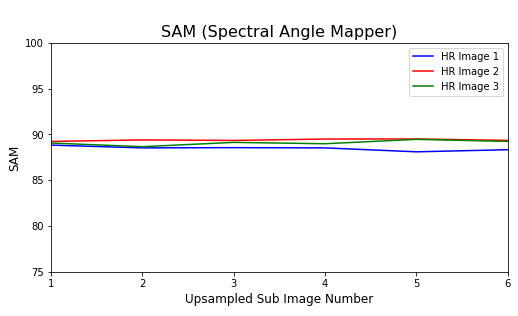 SAM (Spectral Angle Mapper)
HR Image 1
HR Image 2
HR Image 3
100
95
90
85
80
75
SAM
1 2 3 4 5 6
Upsampled Sub Image Number